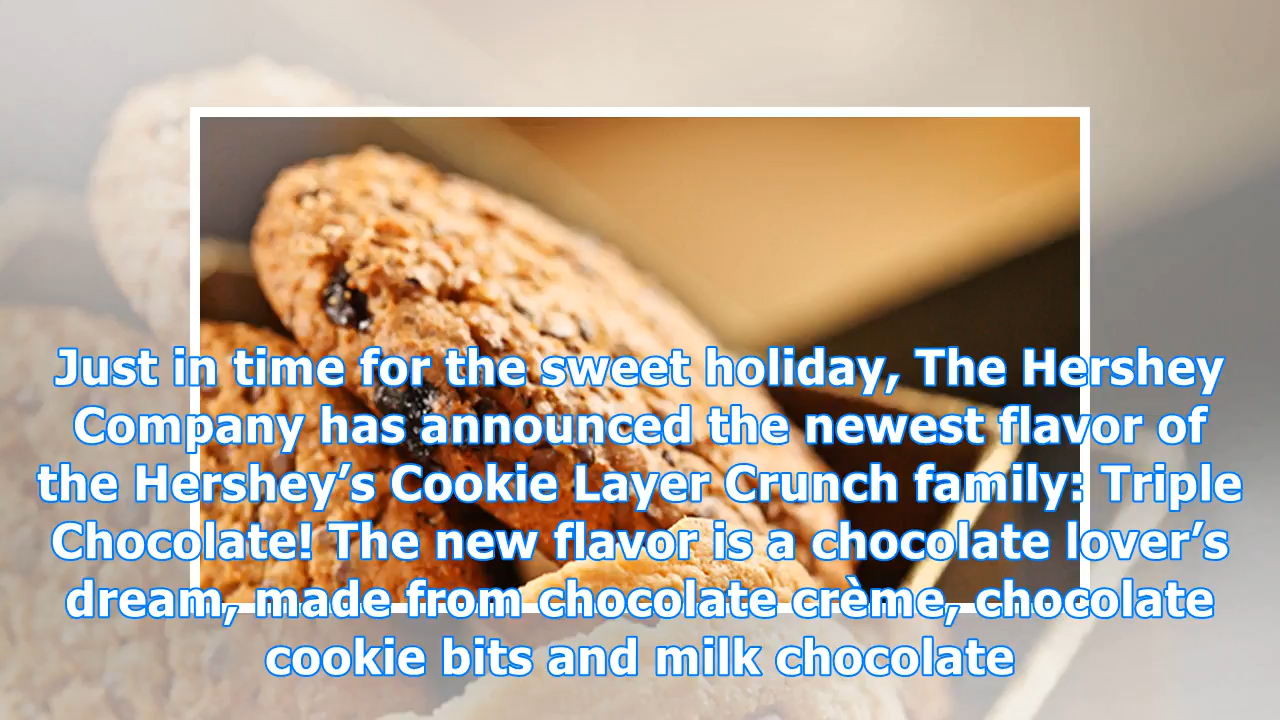 Just in time for the sweet holiday, The Hershey
Company has announced the newest flavor of
the Hershey’s Cookie Layer Crunch family: Triple
Chocolate! The new flavor is a chocolate lover’s
dream, made from chocolate crème, chocolate
cookie bits and milk chocolate